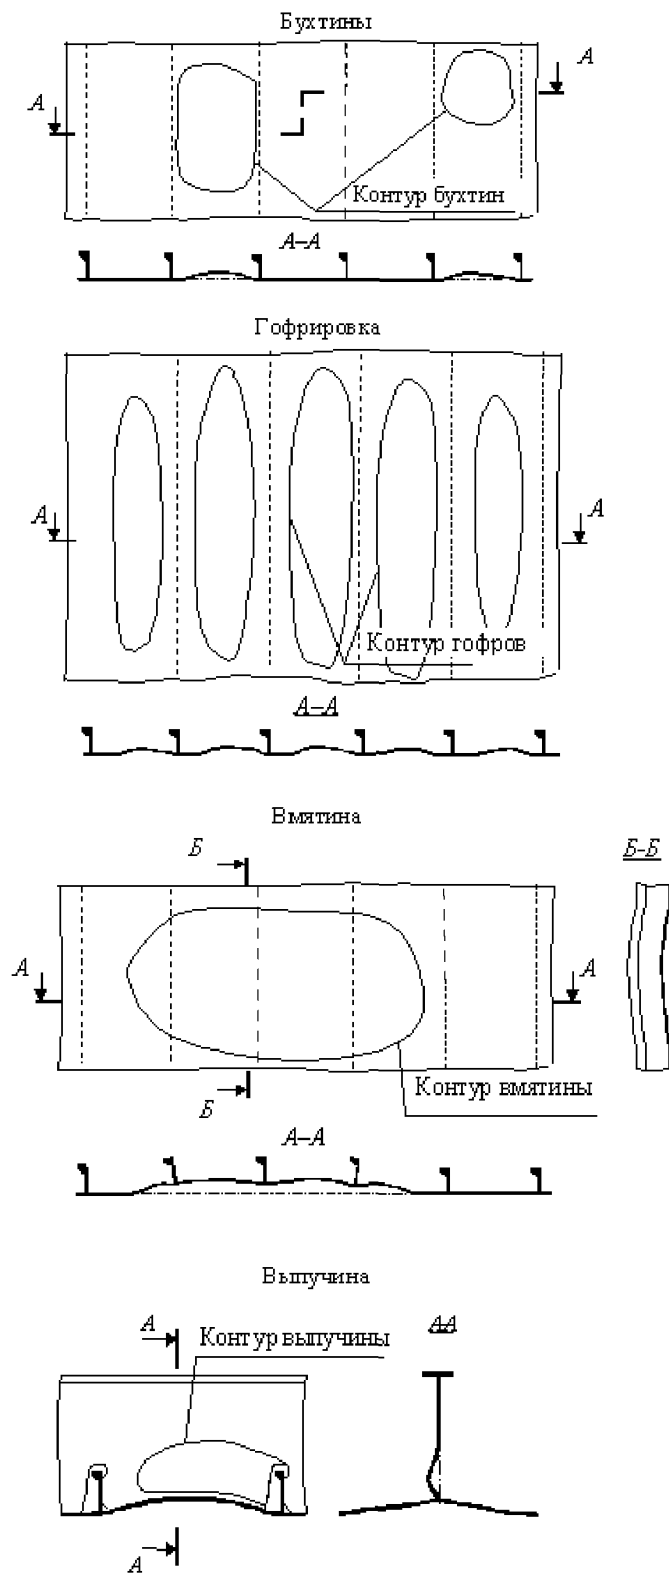 Бухтины
А
А
Контур бухтин
А–А
Гофрировка
А
А
Контур гофров
А–А
Вмятина
Б
Б-Б
А
А
Контур вмятины
Б
А–А
Выпучина
А
Контур выпучины
АА
А